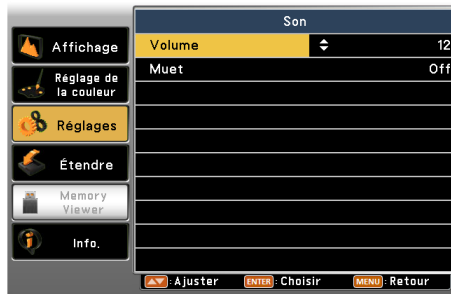 Son
Affichage
Réglage de
la couleur
Réglages
Étendre
Memory
Viewer
Info.
Volume 12
Muet Off
▲▼: Ajuster ENTER: Choisir MENU: Retour